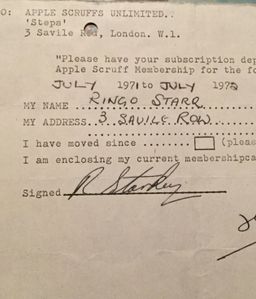 O: APPLE SCRUFFS UNLIMITED..
'Steps'
3 Savile Row, London. W.1.
"Please have your subscription dep
Apple Scruff Membership for the fo
JULY 1971 to JULY 1972
MY NAME RINGO STARR
MY ADDRESS..3 SAVILE ROW
I have moved since ........ (pleas
I am enclosing my current membershipca
Signed R Starkey